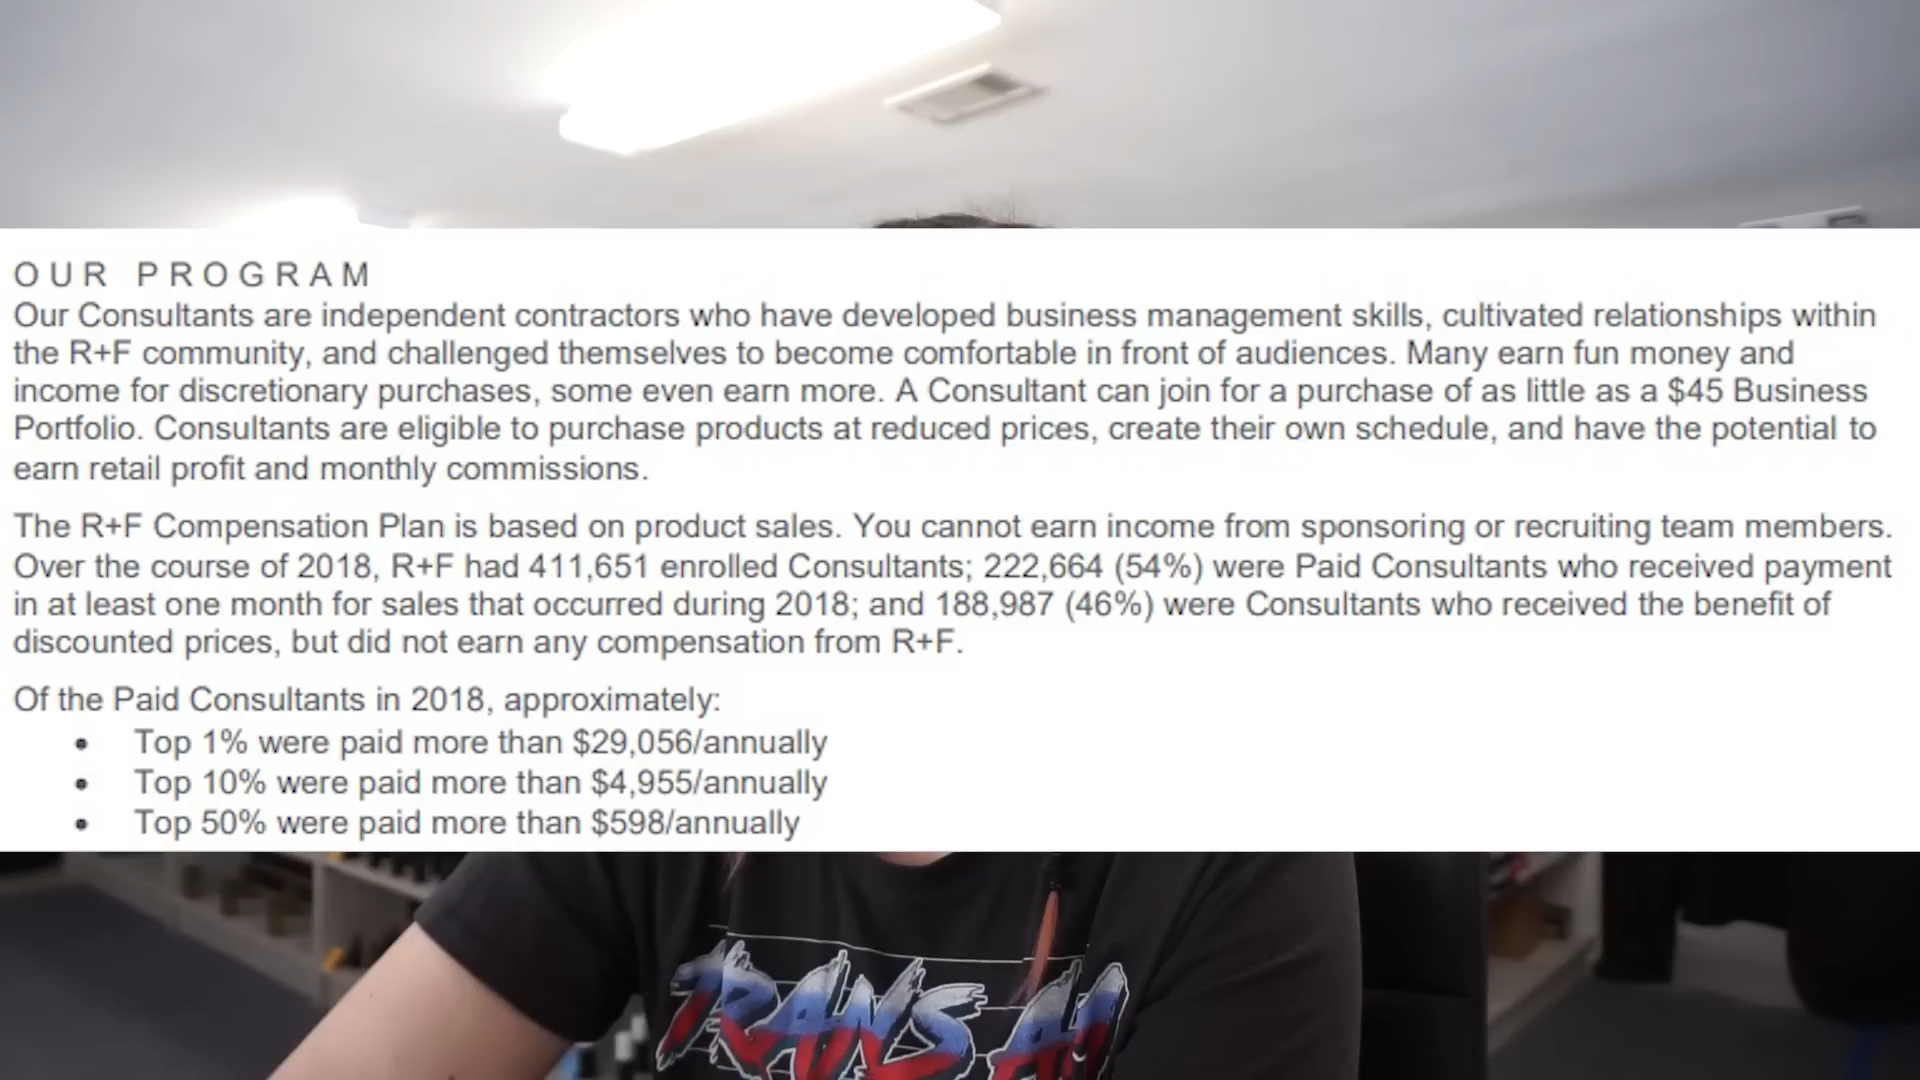 OUR PROGRAM
Our Consultants are independent contractors who have developed business management skills, cultivated relationships within
the R+F community, and challenged themselves to become comfortable in front of audiences. Many earn fun money and
income for discretionary purchases, some even earn more. A Consultant can join for a purchase of as little as a $45 Business
Portfolio. Consultants are eligible to purchase products at reduced prices, create their own schedule, and have the potential to
earn retail profit and monthly commissions.
The R+F Compensation Plan is based on product sales. You cannot earn income from sponsoring or recruiting team members.
Over the course of 2018, R+F had 411,651 enrolled Consultants; 222,664 (54%) were Paid Consultants who received payment
in at least one month for sales that occurred during 2018; and 188,987 (46%) were Consultants who received the benefit of
discounted prices, but did not earn any compensation from R+F.
Of the Paid Consultants in 2018, approximately:
• Top 1% were paid more than $29,056/annually
• Top 10% were paid more than $4,955/annually
• Top 50% were paid more than $598/annually
TRANS AM